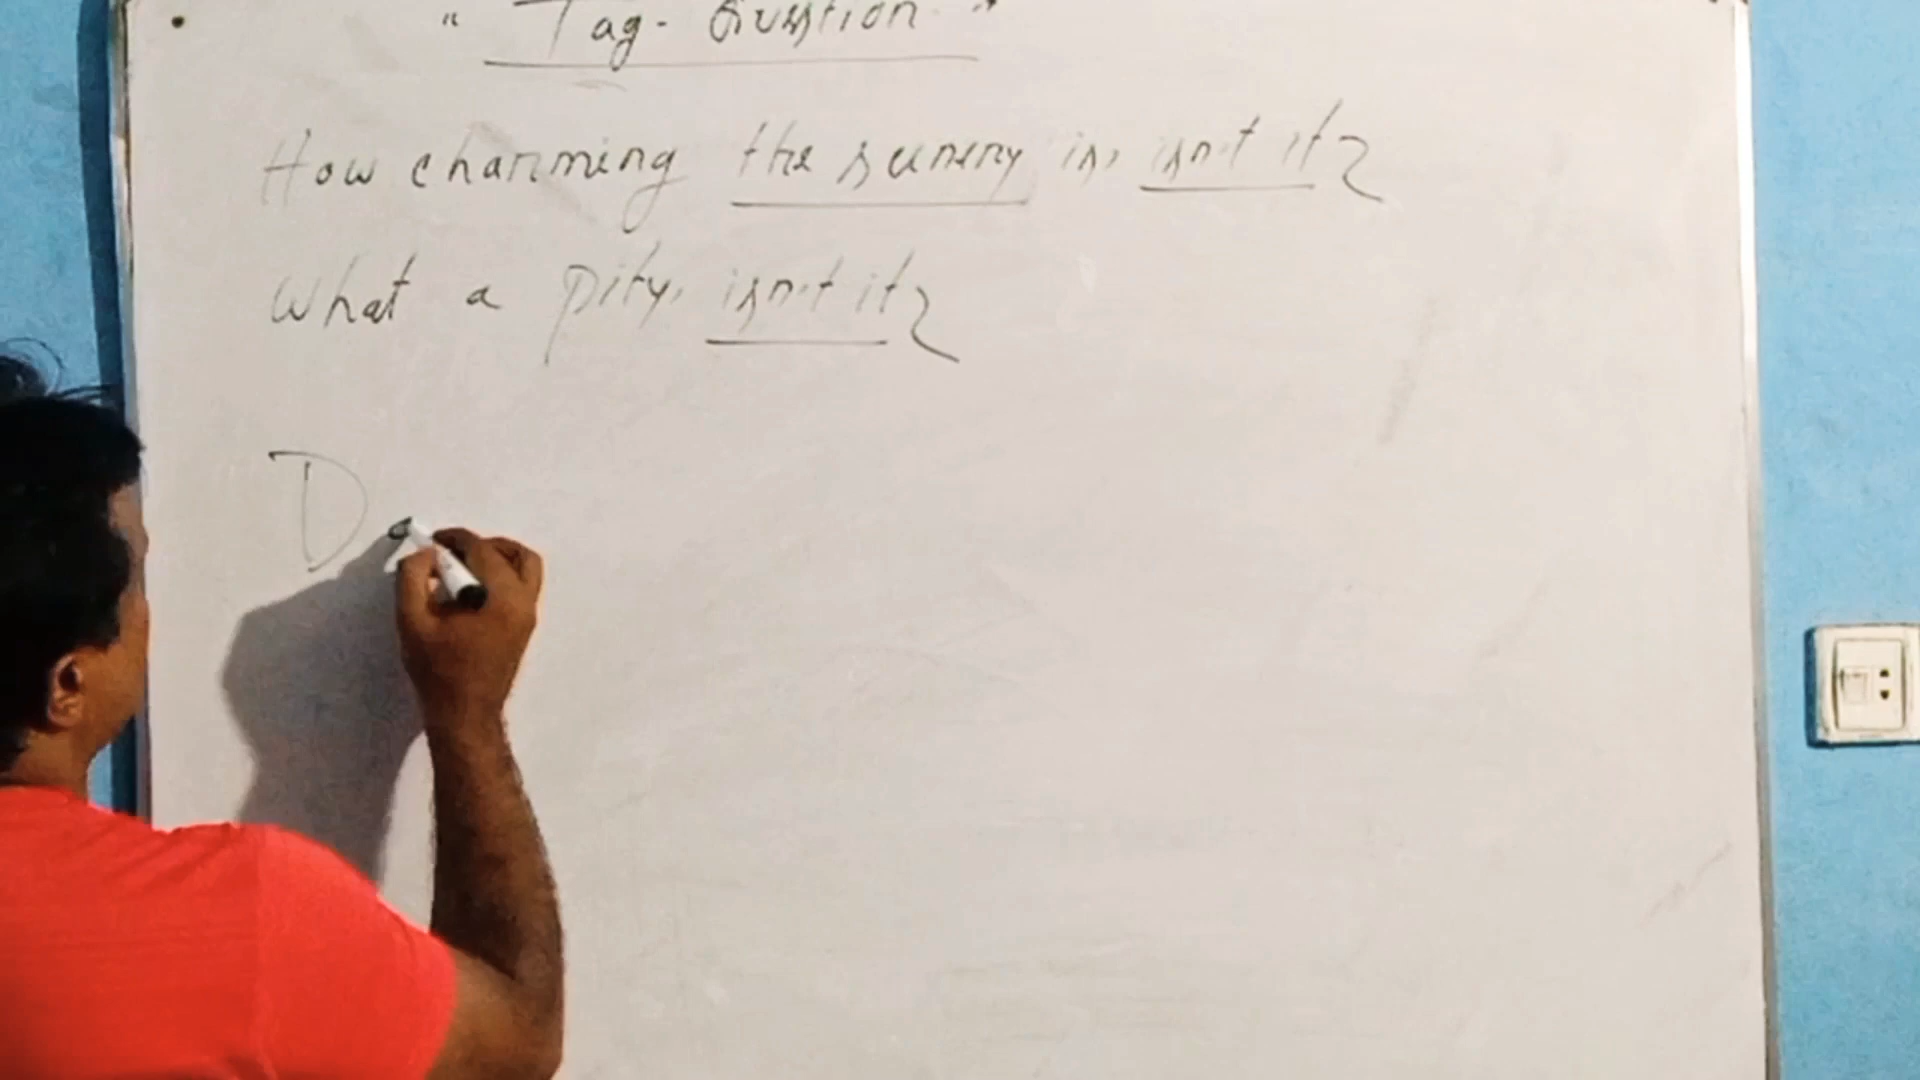 " Tag-Question "
How charming the scenery is, isn't it?
What a pity, isn't it?
D